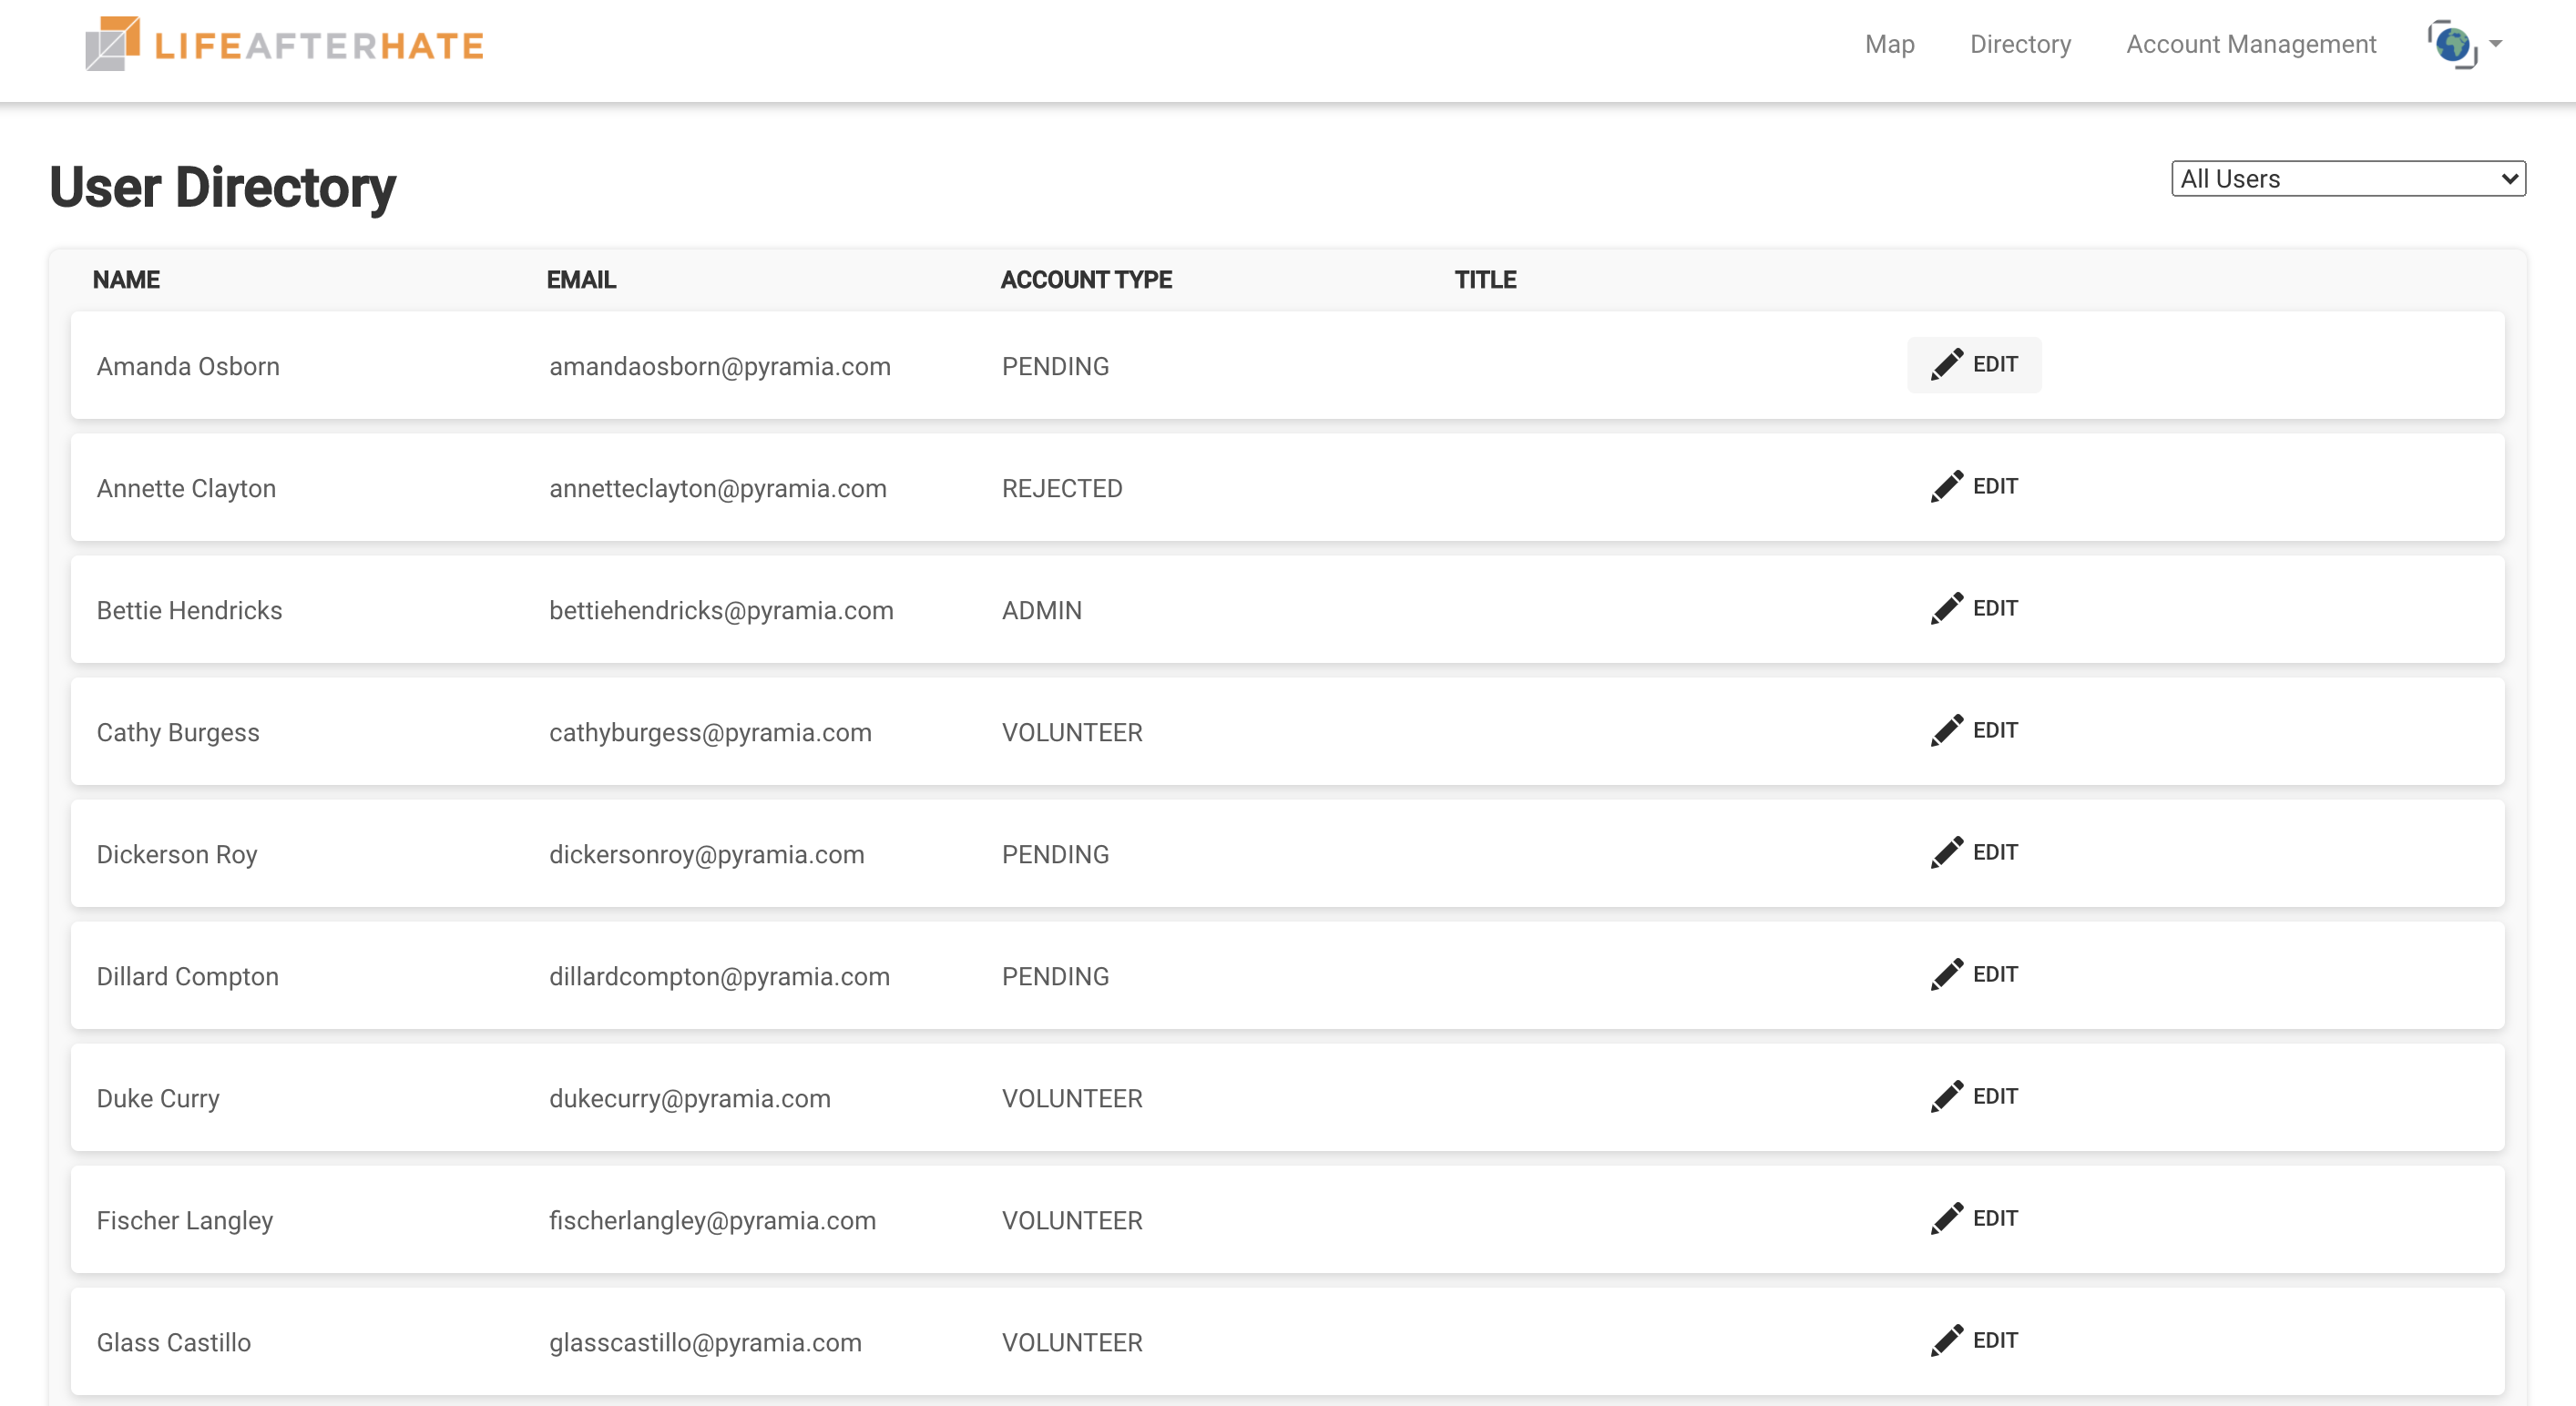 LIFEAFTERHATE Map Directory Account Management
User Directory All Users
NAME EMAIL ACCOUNT TYPE TITLE
Amanda Osborn amandaosborn@pyramia.com PENDING EDIT
Annette Clayton annetteclayton@pyramia.com REJECTED EDIT
Bettie Hendricks bettiehendricks@pyramia.com ADMIN EDIT
Cathy Burgess cathyburgess@pyramia.com VOLUNTEER EDIT
Dickerson Roy dickersonroy@pyramia.com PENDING EDIT
Dillard Compton dillardcompton@pyramia.com PENDING EDIT
Duke Curry dukecurry@pyramia.com VOLUNTEER EDIT
Fischer Langley fischerlangley@pyramia.com VOLUNTEER EDIT
Glass Castillo glasscastillo@pyramia.com VOLUNTEER EDIT